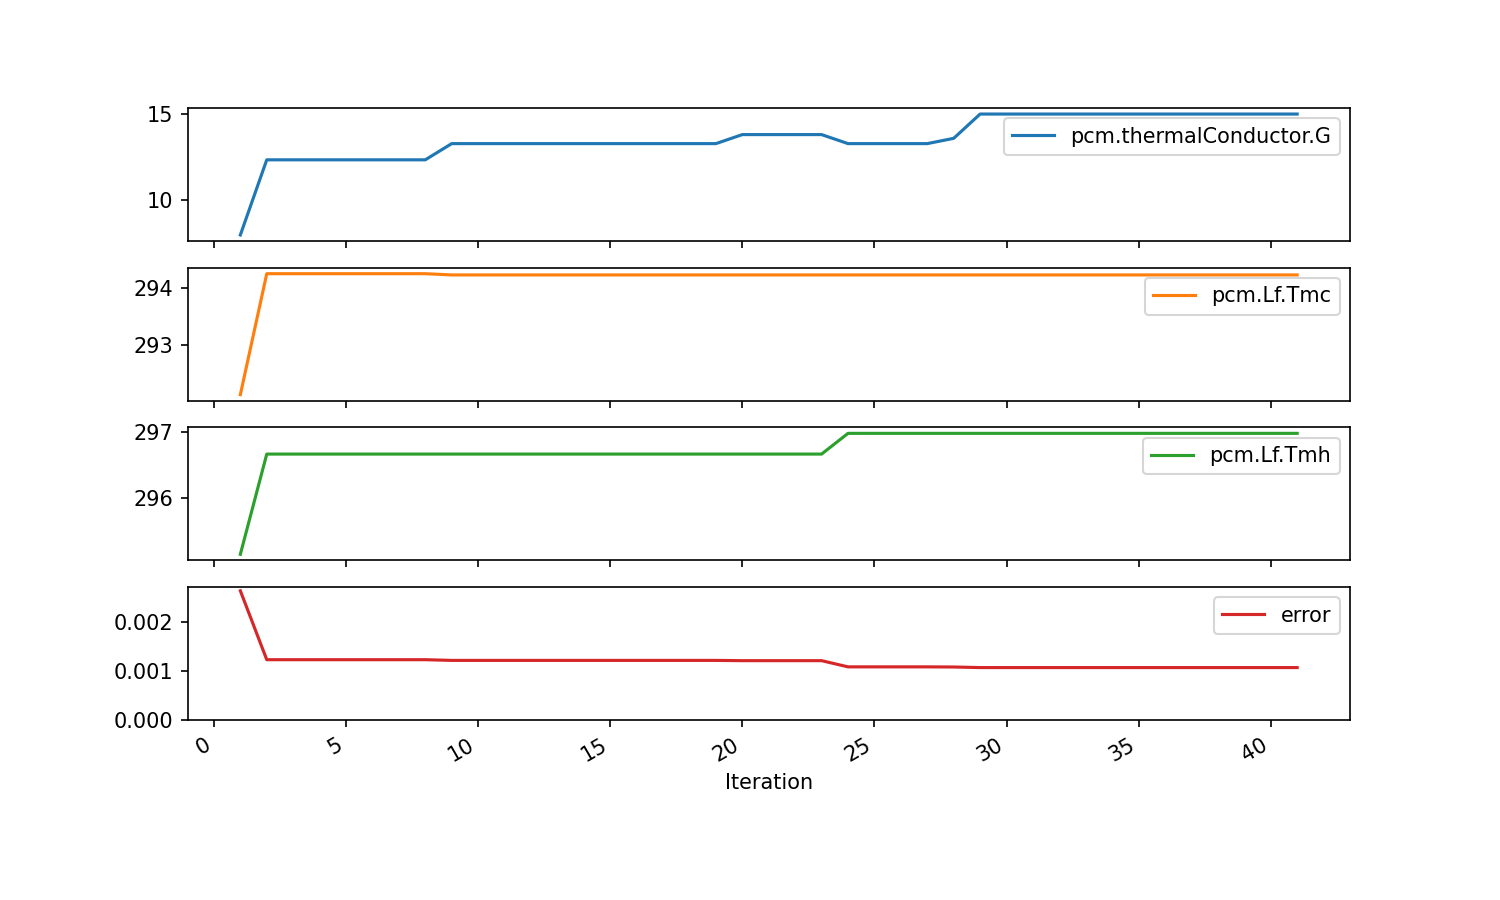 15
10
pcm.thermalConductor.G
294
293
pcm.Lf.Tmc
297
296
pcm.Lf.Tmh
0.002
0.001
0.000
error
0 5 10 15 20 25 30 35 40
Iteration